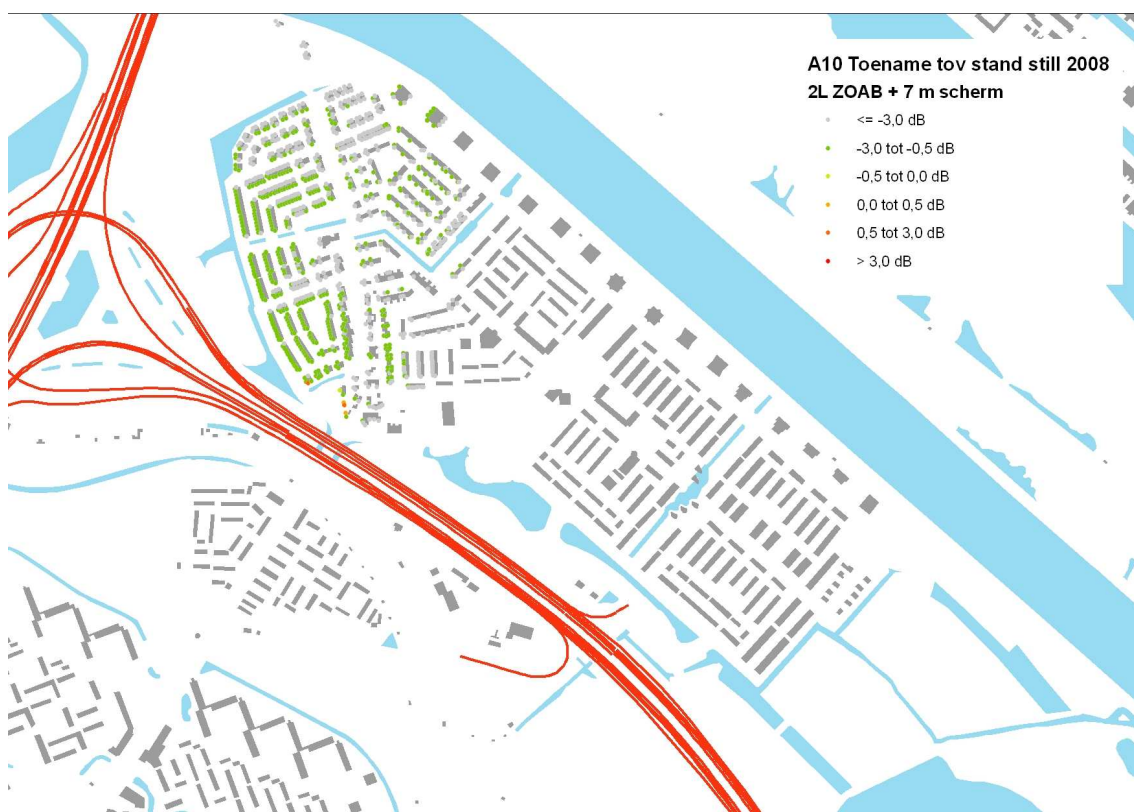 A10 Toename tov stand still 2008
2L ZOAB + 7 m scherm
<= -3,0 dB
-3,0 tot -0,5 dB
-0,5 tot 0,0 dB
0,0 tot 0,5 dB
0,5 tot 3,0 dB
> 3,0 dB